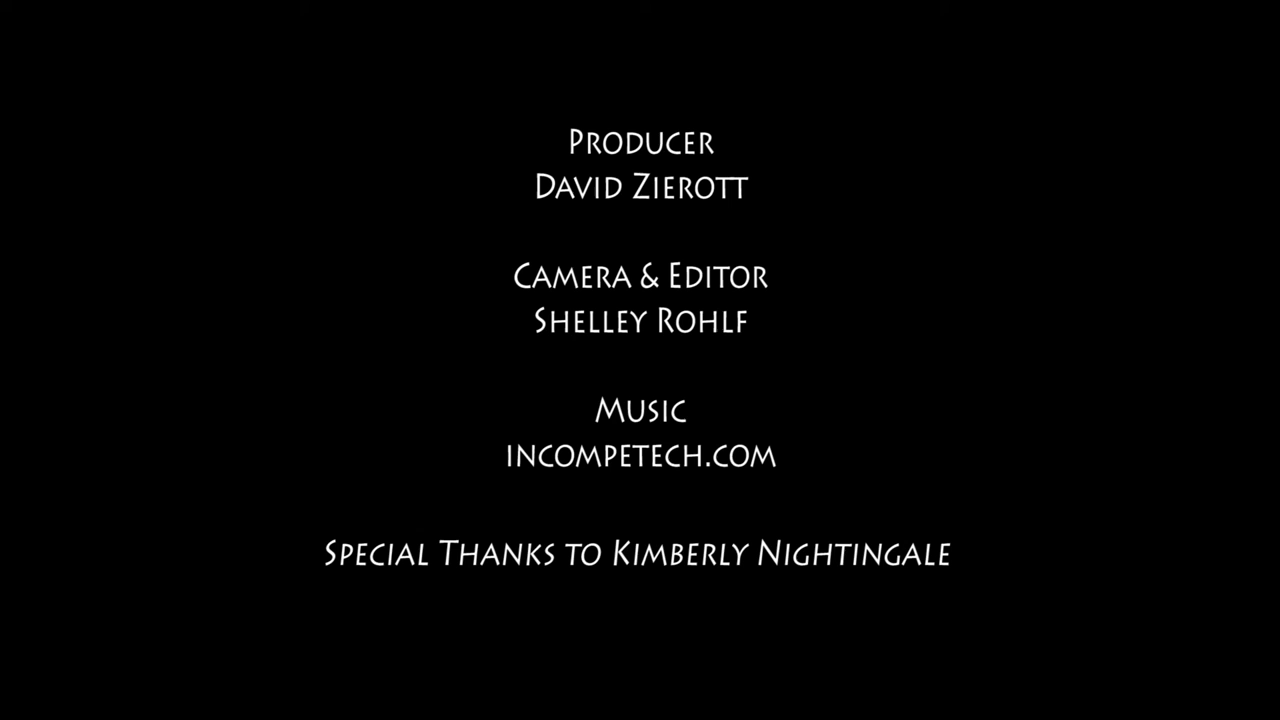 Producer
David Zierott
Camera & Editor
Shelley Rohlf
Music
incompetech.com
Special Thanks to Kimberly Nightingale